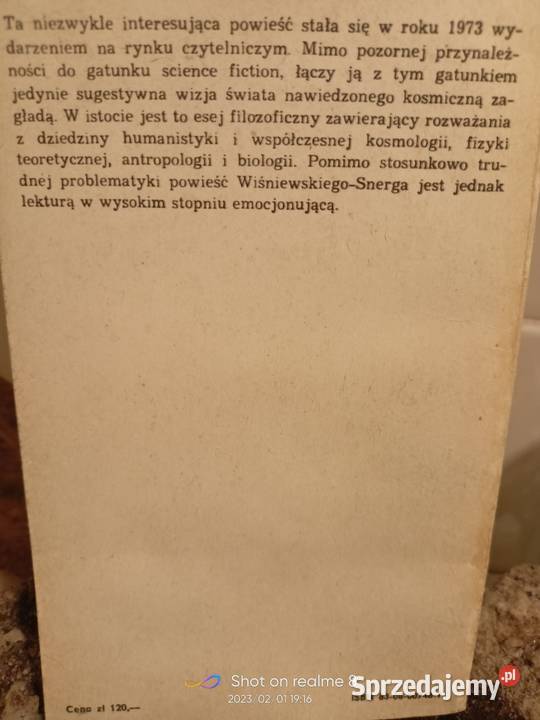 Ta niezwykle interesująca powieść stała się w roku 1973 wy-
darzeniem na rynku czytelniczym. Mimo pozornej przynależ-
ności do gatunku science fiction, łączy ją z tym gatunkiem
jedynie sugestywna wizja świata nawiedzonego kosmiczną za-
gładą. W istocie jest to esej filozoficzny zawierający rozważania
z dziedziny humanistyki i współczesnej kosmologii, fizyki
teoretycznej, antropologii i biologii. Pomimo stosunkowo tru-
dnej problematyki powieść Wiśniewskiego-Snerga jest jednak
lekturą w wysokim stopniu emocjonującą.
Shot on realme 8
2023. 02. 01 19:16
Sprzedajemy.pl
Cena zł 120,—